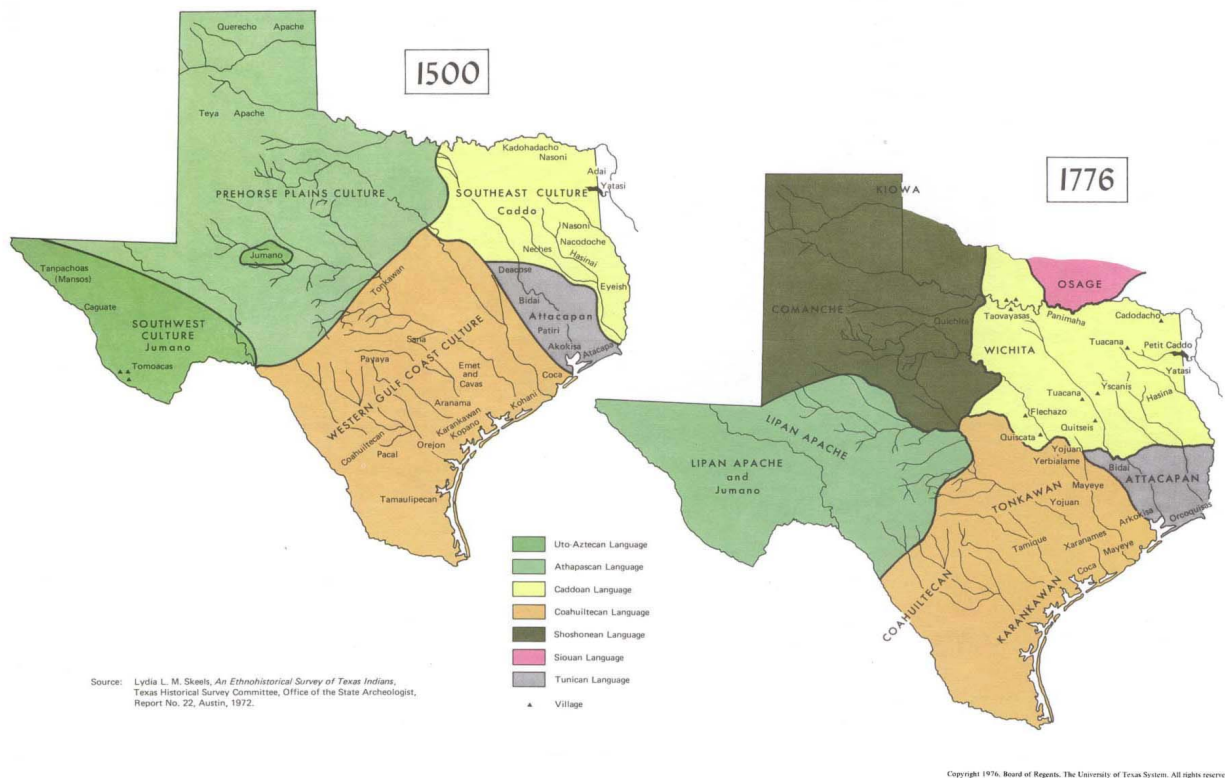 1500
Querecho Apache
Teya Apache
PREHORSE PLAINS CULTURE
Jumano
Kadohadacho
Nasoni
Adai
Yatasi
SOUTHEAST CULTURE
Caddo
Nasoni
Nacodoche
Neches
Hasinai
Eyeish
Tanpachoas
(Mansos)
Caguate
SOUTHWEST
CULTURE
Jumano
Tomoacas
Deadose
Bidai
Attacapan
Patiri
Akokisa
Atacapa
Tonkawan
WESTERN GULF COAST CULTURE
Sana
Payaya
Emet
and
Cavas
Coca
Aranama
Kohani
Karankawan
Kopano
Coahuiltecan
Orejon
Pacal
Tamaulipecan
1776
KIOWA
COMANCHE
Quichita
OSAGE
Taovayasas
Panimaha
Cadodacho
WICHITA
Tuacana
Petit Caddo
Yatasi
Yscanis
Tuacana
Hasina
Flechazo
Quitseis
Quiscata
LIPAN APACHE
LIPAN APACHE
and
Jumano
Yojuan
Yerbialame
Bidai
ATTACAPAN
Mayeye
TONKAWAN
Yojuan
Arkokisa
Orcoquisas
Tamique
Xaranames
Mayeye
Coca
COAHUILTECAN
KARANKAWAN
Uto-Aztecan Language
Athapascan Language
Caddoan Language
Coahuiltecan Language
Shoshonean Language
Siouan Language
Tunican Language
Village
Source: Lydia L. M. Skeels, An Ethnohistorical Survey of Texas Indians,
Texas Historical Survey Committee, Office of the State Archeologist,
Report No. 22, Austin, 1972.
Copyright 1976, Board of Regents, The University of Texas System. All rights